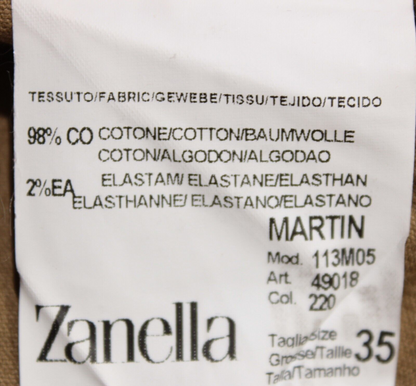 TESSUTO/FABRIC/GEWEBE/TISSU/TEJIDO/TECIDO
98% CO COTONE/COTTON/BAUMWOLLE
COTON/ALGODON/ALGODAO
2%EA ELASTAM/ ELASTANE/ELASTHAN
ELASTHANNE/ ELASTANO/ELASTANO
MARTIN
Mod. 113M05
Art. 49018
Col. 220
Zanella
Taglia/Size
Grösse/Taille 35
Talla/Tamanho